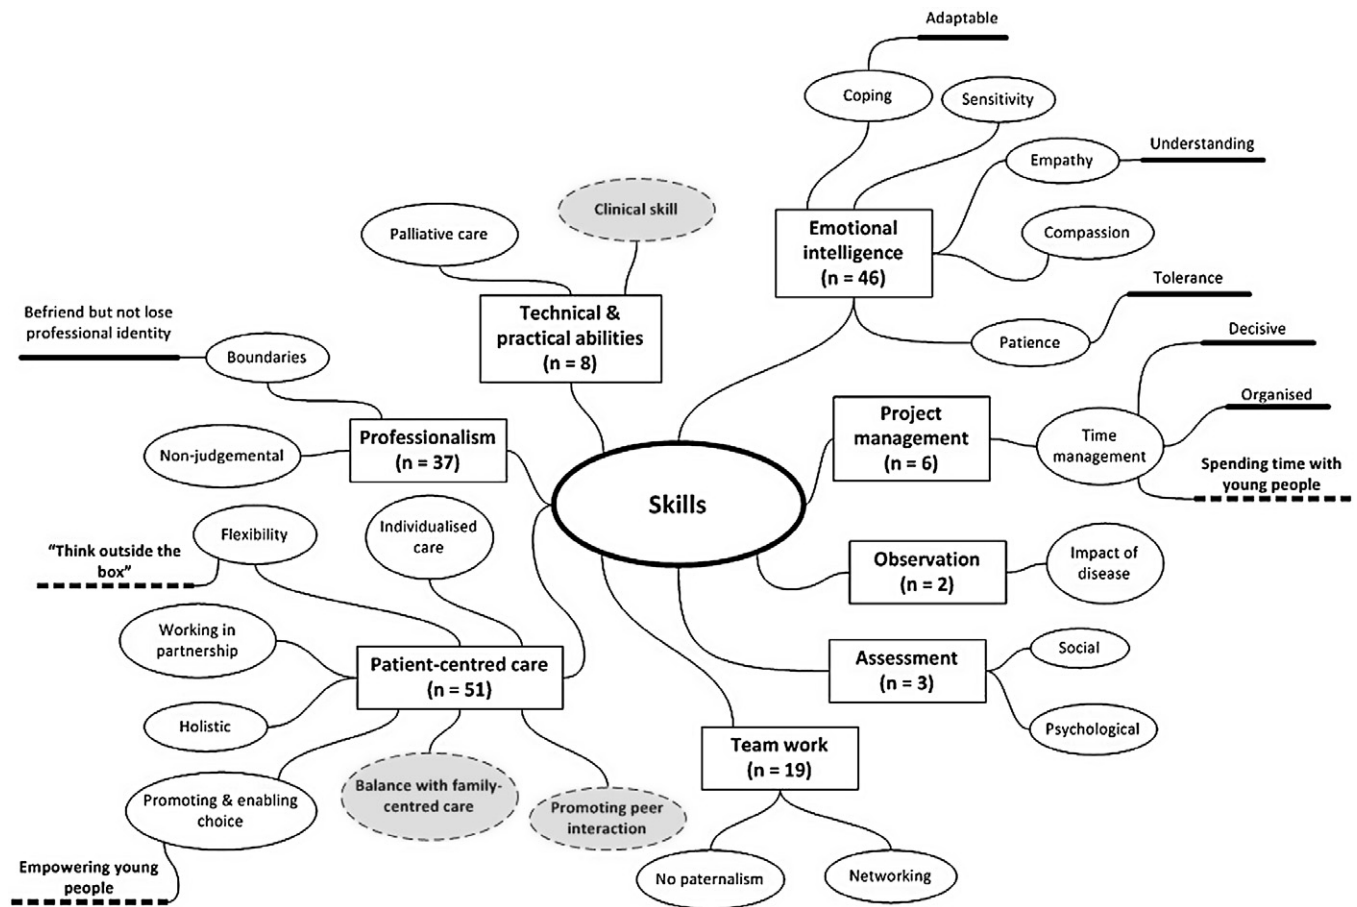 Adaptable
Coping
Sensitivity
Understanding
Empathy
Clinical skill
Palliative care
Emotional
intelligence
(n = 46)
Compassion
Tolerance
Befriend but not lose
professional identity
Technical &
practical abilities
(n = 8)
Decisive
Patience
Boundaries
Organised
Project
management
(n = 6)
Time
management
Professionalism
(n = 37)
Non-judgemental
Spending time with
young people
Skills
Individualised
care
Flexibility
"Think outside the
box"
Observation
(n = 2)
Impact of
disease
Working in
partnership
Patient-centred care
(n = 51)
Assessment
(n = 3)
Social
Holistic
Psychological
Team work
(n = 19)
Promoting & enabling
choice
Balance with family-
centred care
Promoting peer
interaction
Empowering young
people
No paternalism
Networking